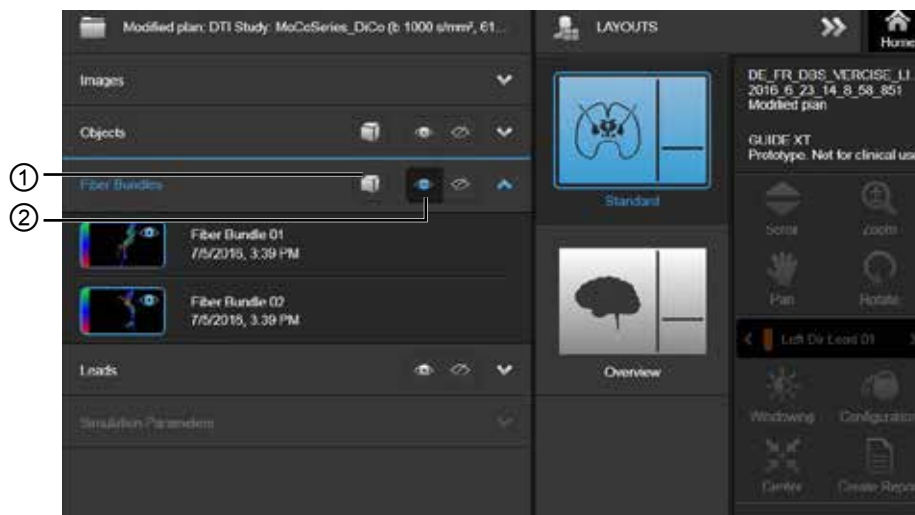 Modified plan: DTI Study: MoCoSeries_DiCo (b: 1000 s/mm², 61...
LAYOUTS
Home
Images
Objects
1
Fiber Bundles
2
Fiber Bundle 01
7/5/2016, 3:39 PM
Fiber Bundle 02
7/5/2016, 3:39 PM
Leads
Simulation Parameters
Standard
Overview
DE_FR_DBS_VERCISE_LI...
2016_6_23_14_8_58_851
Modified plan
GUIDE XT
Prototype. Not for clinical use
Scroll
Zoom
Pan
Rotate
Left Dir Lead 01
Windowing
Configuration
Center
Create Repor